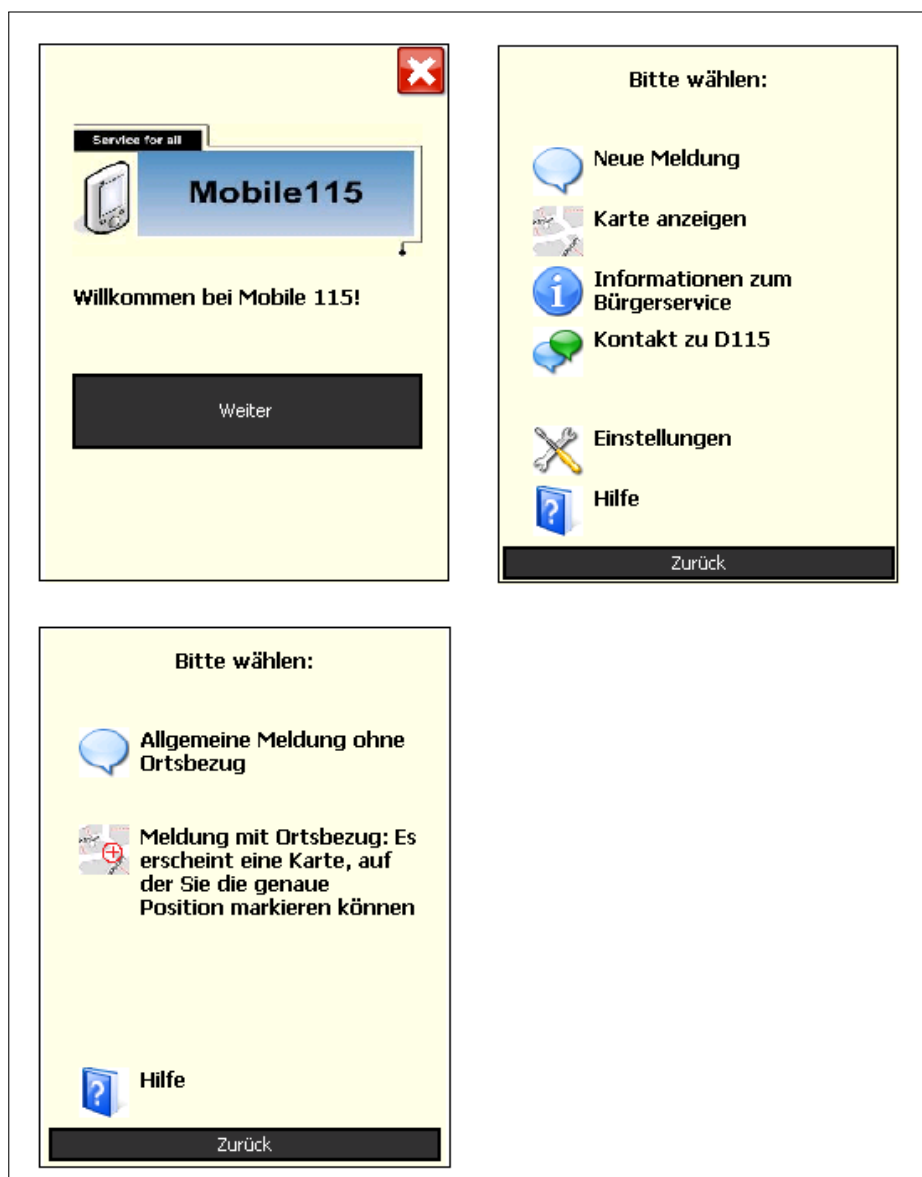 Service for all
Mobile115
Willkommen bei Mobile 115!
Weiter
Bitte wählen:
Neue Meldung
Karte anzeigen
Informationen zum
Bürgerservice
Kontakt zu D115
Einstellungen
Hilfe
Zurück
Bitte wählen:
Allgemeine Meldung ohne
Ortsbezug
Meldung mit Ortsbezug: Es
erscheint eine Karte, auf
der Sie die genaue
Position markieren können
Hilfe
Zurück